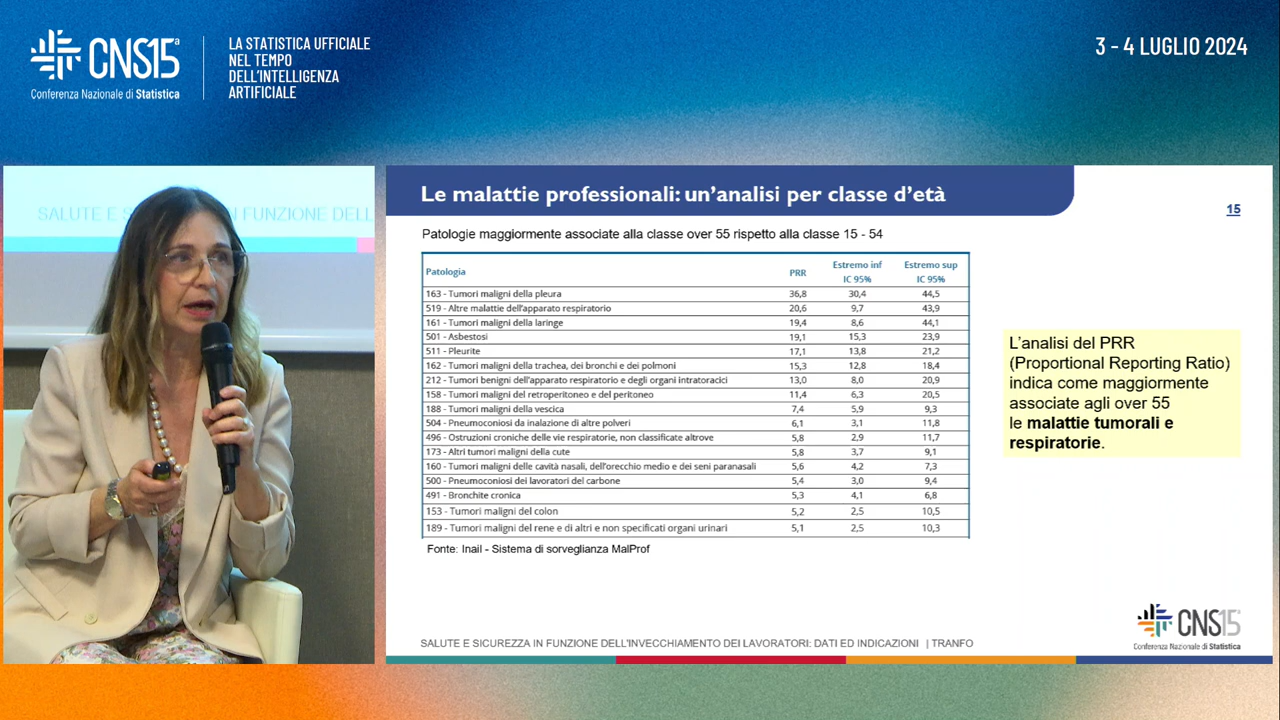 CNS15ª
Conferenza Nazionale di Statistica
LA STATISTICA UFFICIALE
NEL TEMPO
DELL'INTELLIGENZA
ARTIFICIALE
3 - 4 LUGLIO 2024
SALUTE E S
IN FUNZIONE DELL
Le malattie professionali: un'analisi per classe d'età
15
Patologie maggiormente associate alla classe over 55 rispetto alla classe 15 - 54
Patologia PRR Estremo inf IC 95% Estremo sup IC 95%
163 - Tumori maligni della pleura 36,8 30,4 44,5
519 - Altre malattie dell'apparato respiratorio 20,6 9,7 43,9
161 - Tumori maligni della laringe 19,4 8,6 44,1
501 - Asbestosi 19,1 15,3 23,9
511 - Pleurite 17,1 13,8 21,2
162 - Tumori maligni della trachea, dei bronchi e dei polmoni 15,3 12,8 18,4
212 - Tumori benigni dell'apparato respiratorio e degli organi intratoracici 13,0 8,0 20,9
158 - Tumori maligni del retroperitoneo e del peritoneo 11,4 6,3 20,5
188 - Tumori maligni della vescica 7,4 5,9 9,3
504 - Pneumoconiosi da inalazione di altre polveri 6,1 3,1 11,8
496 - Ostruzioni croniche delle vie respiratorie, non classificate altrove 5,8 2,9 11,7
173 - Altri tumori maligni della cute 5,8 3,7 9,1
160 - Tumori maligni delle cavità nasali, dell'orecchio medio e dei seni paranasali 5,6 4,2 7,3
500 - Pneumoconiosi dei lavoratori del carbone 5,4 3,0 9,4
491 - Bronchite cronica 5,3 4,1 6,8
153 - Tumori maligni del colon 5,2 2,5 10,5
189 - Tumori maligni del rene e di altri e non specificati organi urinari 5,1 2,5 10,3
Fonte: Inail - Sistema di sorveglianza MalProf
L'analisi del PRR
(Proportional Reporting Ratio)
indica come maggiormente
associate agli over 55
le malattie tumorali e
respiratorie.
SALUTE E SICUREZZA IN FUNZIONE DELL'INVECCHIAMENTO DEI LAVORATORI: DATI ED INDICAZIONI | TRANFO
CNS15
Conferenza Nazionale di Statistica